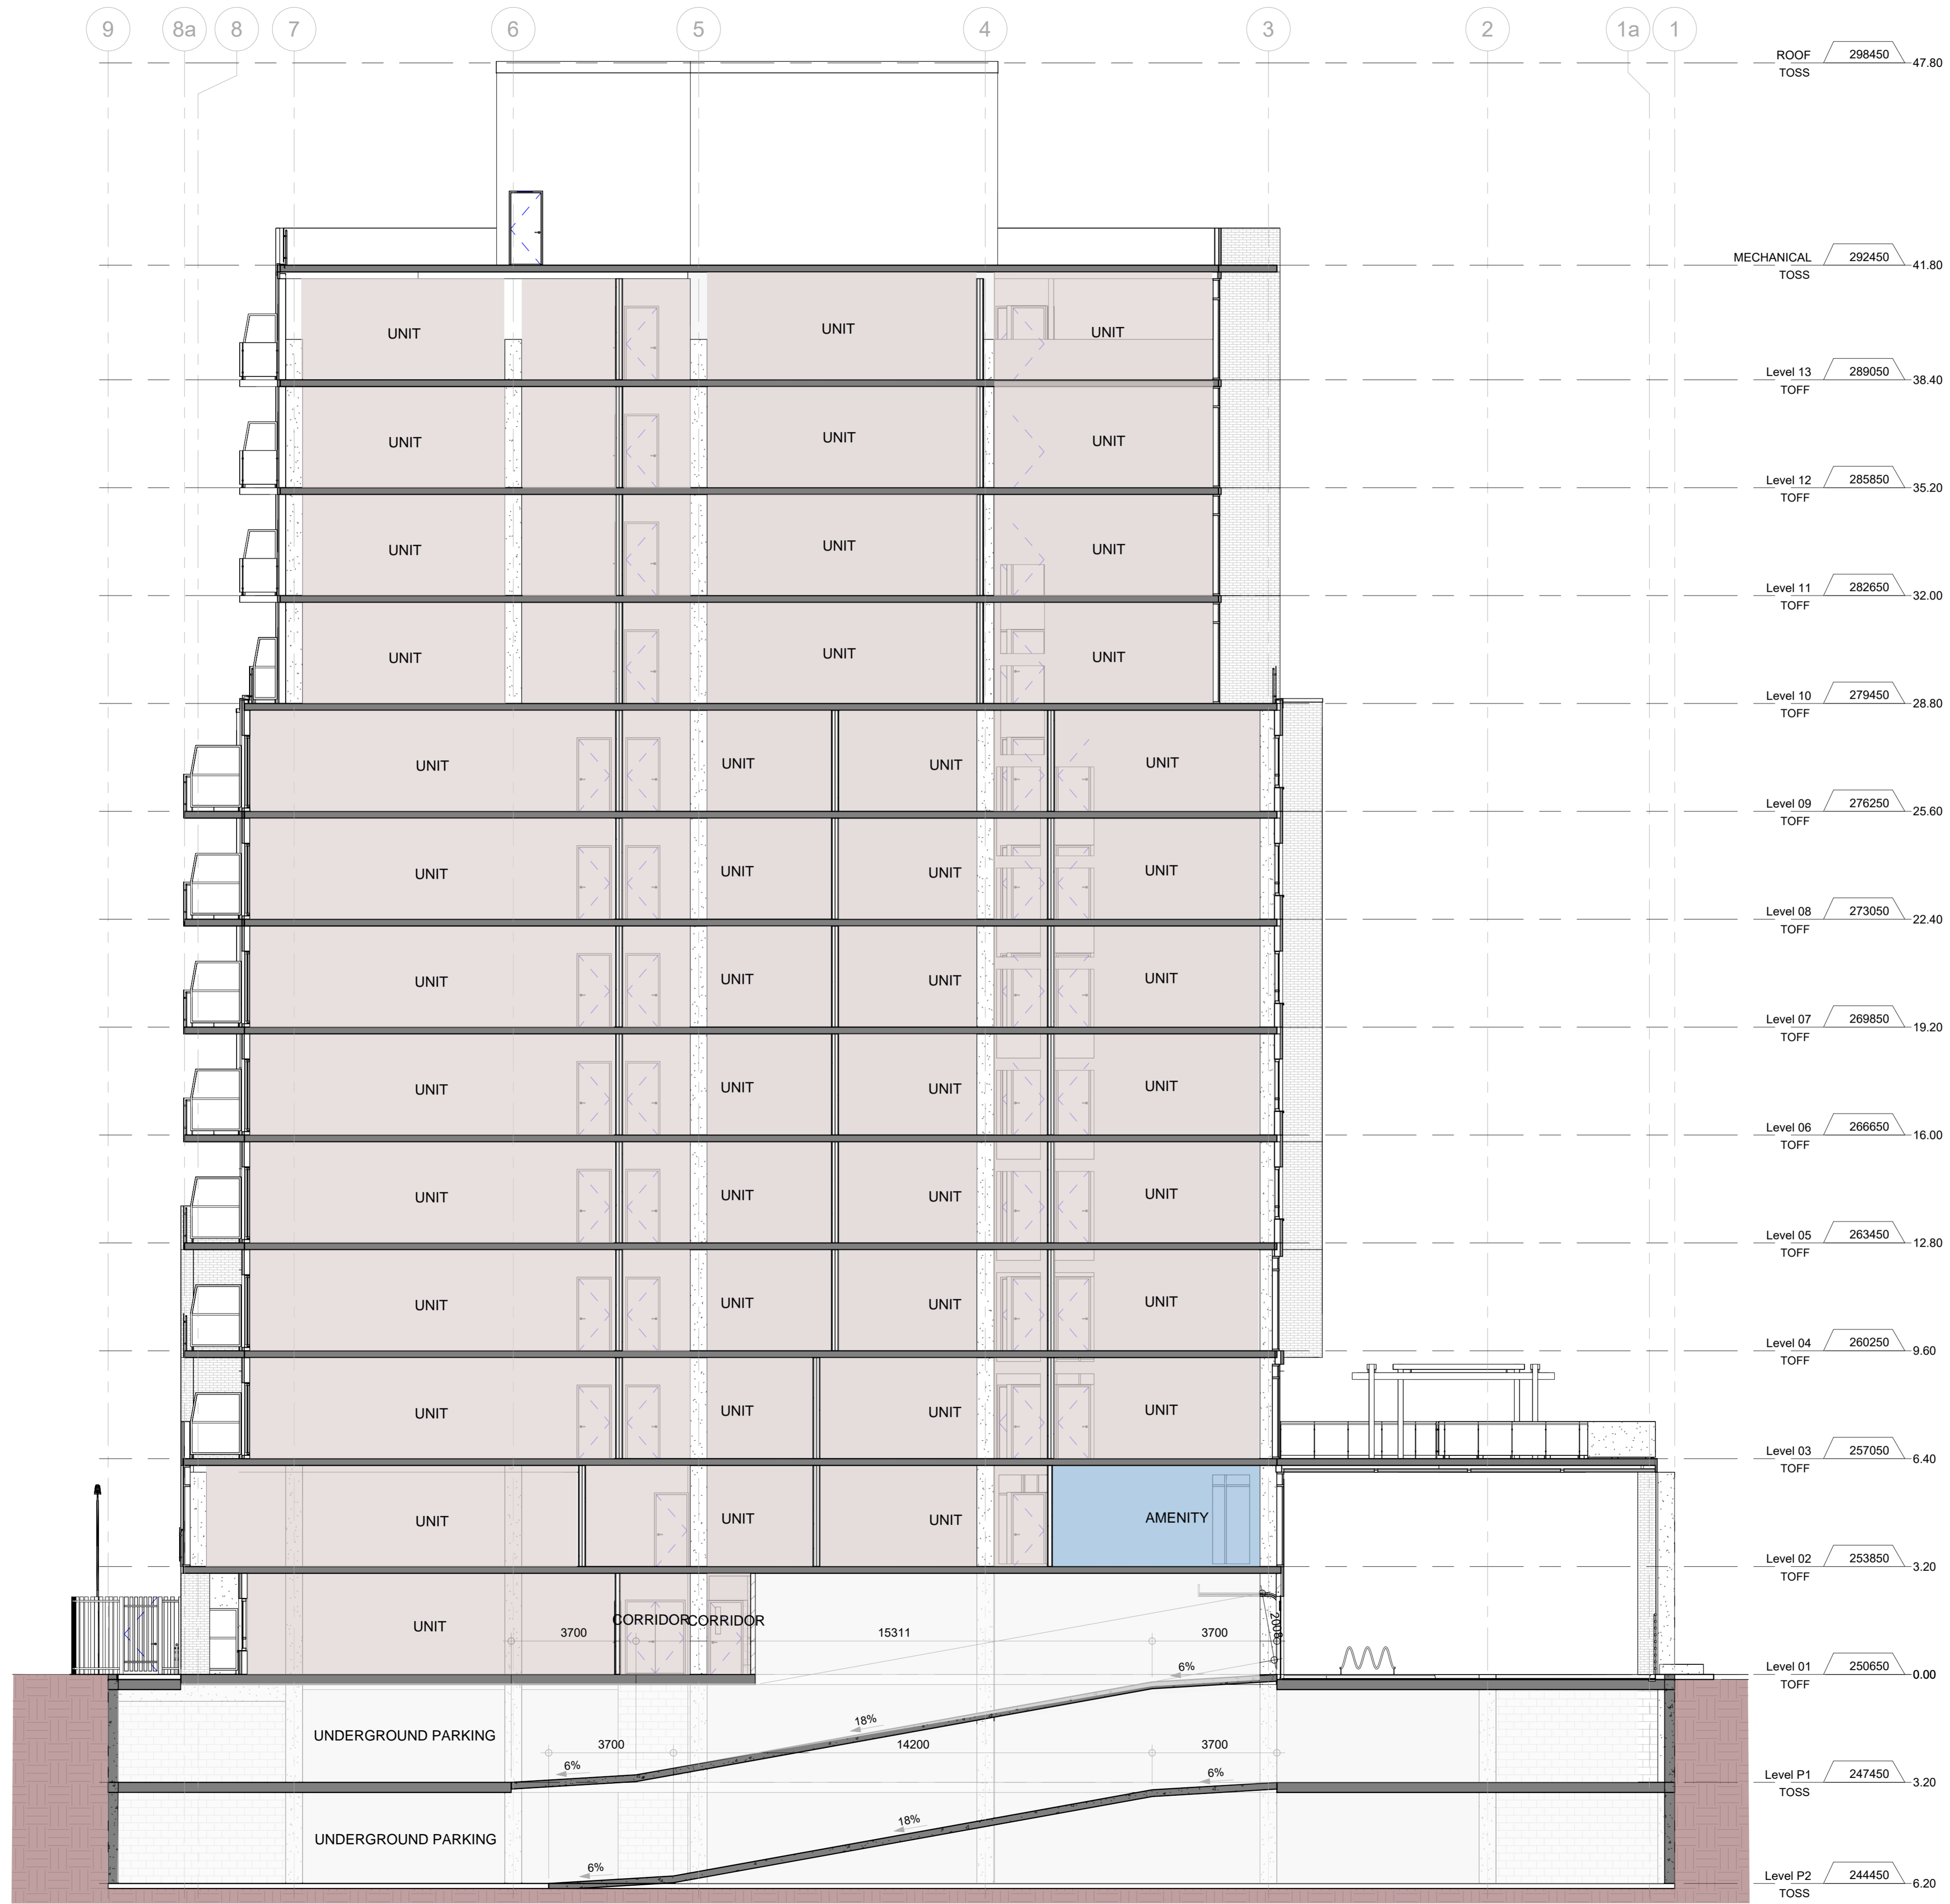 9 8a 8 7 6 5 4 3 2 1a 1
ROOF 298450 47.80
TOSS
MECHANICAL 292450 41.80
TOSS
UNIT UNIT UNIT
Level 13 289050 38.40
TOFF
UNIT UNIT UNIT
Level 12 285850 35.20
TOFF
UNIT UNIT UNIT
Level 11 282650 32.00
TOFF
UNIT UNIT UNIT
Level 10 279450 28.80
TOFF
UNIT UNIT UNIT UNIT
Level 09 276250 25.60
TOFF
UNIT UNIT UNIT UNIT
Level 08 273050 22.40
TOFF
UNIT UNIT UNIT UNIT
Level 07 269850 19.20
TOFF
UNIT UNIT UNIT UNIT
Level 06 266650 16.00
TOFF
UNIT UNIT UNIT UNIT
Level 05 263450 12.80
TOFF
UNIT UNIT UNIT UNIT
Level 04 260250 9.60
TOFF
UNIT UNIT UNIT UNIT
Level 03 257050 6.40
TOFF
UNIT UNIT UNIT AMENITY
Level 02 253850 3.20
TOFF
UNIT CORRIDOR CORRIDOR
2008
3700 15311 3700
6%
Level 01 250650 0.00
TOFF
18%
UNDERGROUND PARKING
3700 14200 3700
6% 6%
Level P1 247450 3.20
TOSS
18%
UNDERGROUND PARKING
6%
Level P2 244450 6.20
TOSS